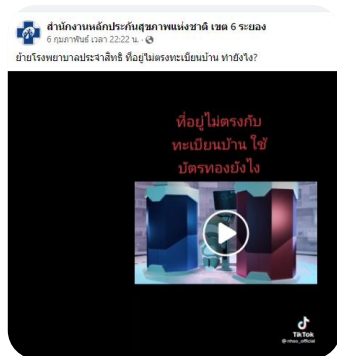 สำนักงานหลักประกันสุขภาพแห่งชาติ เขต 6 ระยอง
6 กุมภาพันธ์ เวลา 22:22 น. ·
ย้ายโรงพยาบาลประจำสิทธิ ที่อยู่ไม่ตรงทะเบียนบ้าน ทำยังไง?
ที่อยู่ไม่ตรงกับ
ทะเบียนบ้าน ใช้
บัตรทองยังไง
TikTok
@nhso_official